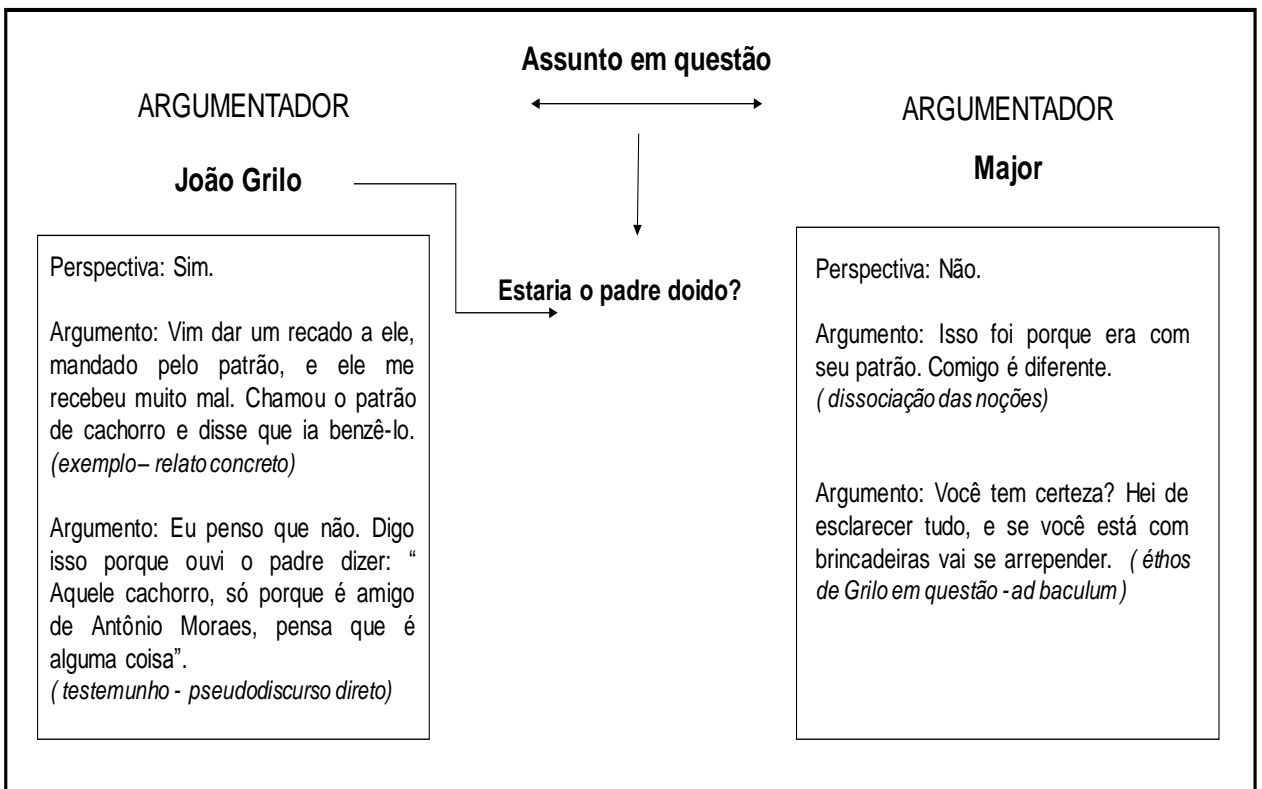 Assunto em questão
ARGUMENTADOR
João Grilo
Perspectiva: Sim.
Argumento: Vim dar um recado a ele,
mandado pelo patrão, e ele me
recebeu muito mal. Chamou o patrão
de cachorro e disse que ia benzê-lo.
(exemplo – relato concreto)
Argumento: Eu penso que não. Digo
isso porque ouvi o padre dizer: “
Aquele cachorro, só porque é amigo
de Antônio Moraes, pensa que é
alguma coisa”.
( testemunho - pseudodiscurso direto)
Estaria o padre doido?
ARGUMENTADOR
Major
Perspectiva: Não.
Argumento: Isso foi porque era com
seu patrão. Comigo é diferente.
( dissociação das noções)
Argumento: Você tem certeza? Hei de
esclarecer tudo, e se você está com
brincadeiras vai se arrepender. ( éthos
de Grilo em questão - ad baculum )